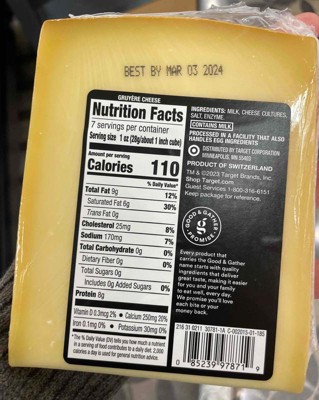 BEST BY MAR 03 2024
GRUYÈRE CHEESE
Nutrition Facts
7 servings per container
Serving size 1 oz (28g/about 1 inch cube)
Amount per serving
Calories 110
% Daily Value*
Total Fat 9g 12%
Saturated Fat 6g 30%
Trans Fat 0g
Cholesterol 25mg 8%
Sodium 170mg 7%
Total Carbohydrate 0g 0%
Dietary Fiber 0g 0%
Total Sugars 0g
Includes 0g Added Sugars 0%
Protein 8g
Vitamin D 0.3mcg 2% • Calcium 250mg 20%
Iron 0.1mg 0% • Potassium 30mg 0%
*The % Daily Value (DV) tells you how much a nutrient
in a serving of food contributes to a daily diet. 2,000
calories a day is used for general nutrition advice.
INGREDIENTS: MILK, CHEESE CULTURES,
SALT, ENZYME.
CONTAINS MILK
PROCESSED IN A FACILITY THAT ALSO
HANDLES EGG INGREDIENTS
DISTRIBUTED BY TARGET CORPORATION
MINNEAPOLIS, MN 55403
PRODUCT OF SWITZERLAND
TM & ©2023 Target Brands, Inc.
Shop Target.com
Guest Services 1-800-316-6151
Keep package for reference.
GOOD & GATHER
g
PROMISE
Every product that
carries the Good & Gather
name starts with quality
ingredients that deliver
great taste, making it easier
for you and your family
to eat well, every day.
We promise you'll love
each bite or your
money back.
216 31 0211 30781-1A C-002015-01-185
0 85239 97871 9